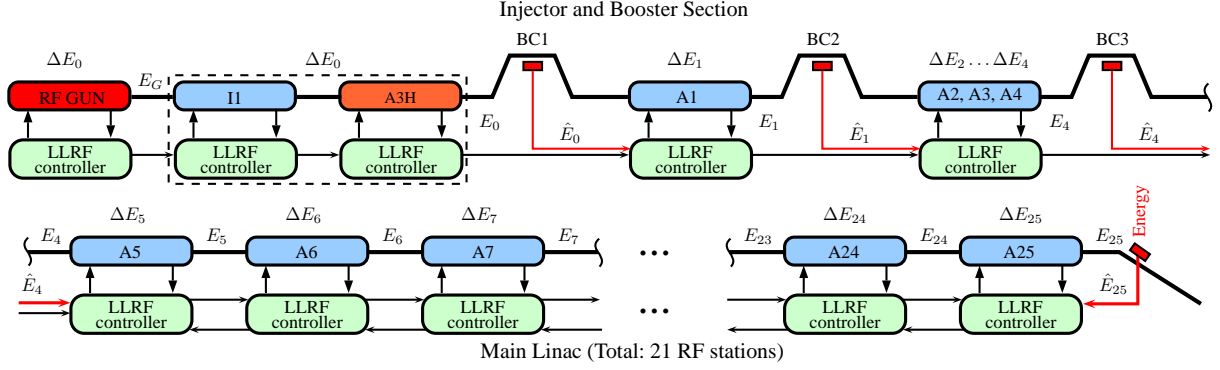 Injector and Booster Section
BC1 BC2 BC3
ΔE₀ ΔE₀ ΔE₁ ΔE₂ … ΔE₄
RF GUN E_G I1 A3H A1 A2, A3, A4
E₀ Ê₀ E₁ Ê₁ E₄ Ê₄
LLRF controller LLRF controller LLRF controller LLRF controller LLRF controller
ΔE₅ ΔE₆ ΔE₇ ΔE₂₄ ΔE₂₅
Energy
E₄ E₅ E₆ E₇ E₂₃ E₂₄ E₂₅
A5 A6 A7 ... A24 A25
Ê₄ Ê₂₅
LLRF controller LLRF controller LLRF controller ... LLRF controller LLRF controller
Main Linac (Total: 21 RF stations)